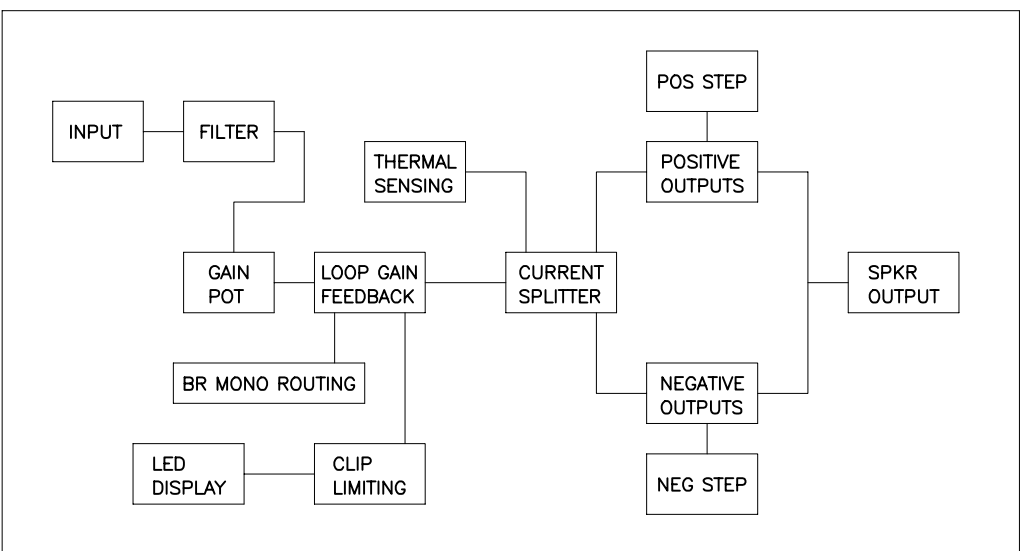 POS STEP
INPUT
FILTER
THERMAL
SENSING
POSITIVE
OUTPUTS
GAIN
POT
LOOP GAIN
FEEDBACK
CURRENT
SPLITTER
SPKR
OUTPUT
BR MONO ROUTING
NEGATIVE
OUTPUTS
LED
DISPLAY
CLIP
LIMITING
NEG STEP